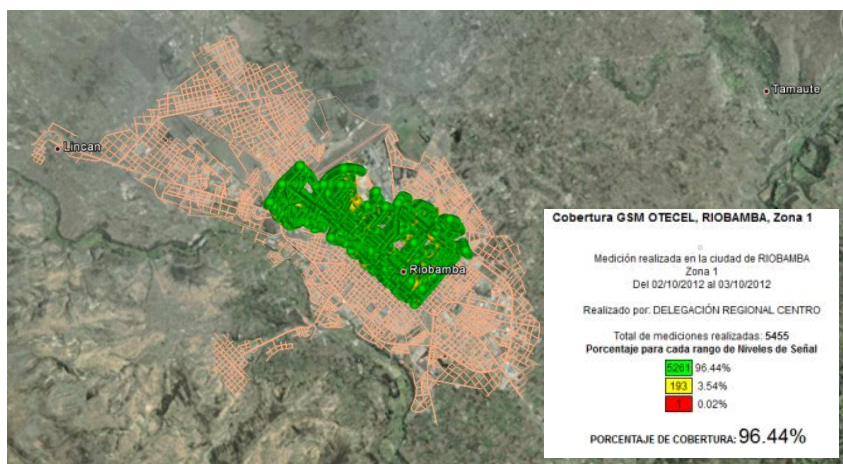 Tamaute
Lincan
Riobamba
Cobertura GSM OTECEL, RIOBAMBA, Zona 1
Medición realizada en la ciudad de RIOBAMBA
Zona 1
Del 02/10/2012 al 03/10/2012
Realizado por: DELEGACIÓN REGIONAL CENTRO
Total de mediciones realizadas: 5455
Porcentaje para cada rango de Niveles de Señal
5261 96.44%
193 3.54%
1 0.02%
PORCENTAJE DE COBERTURA: 96.44%